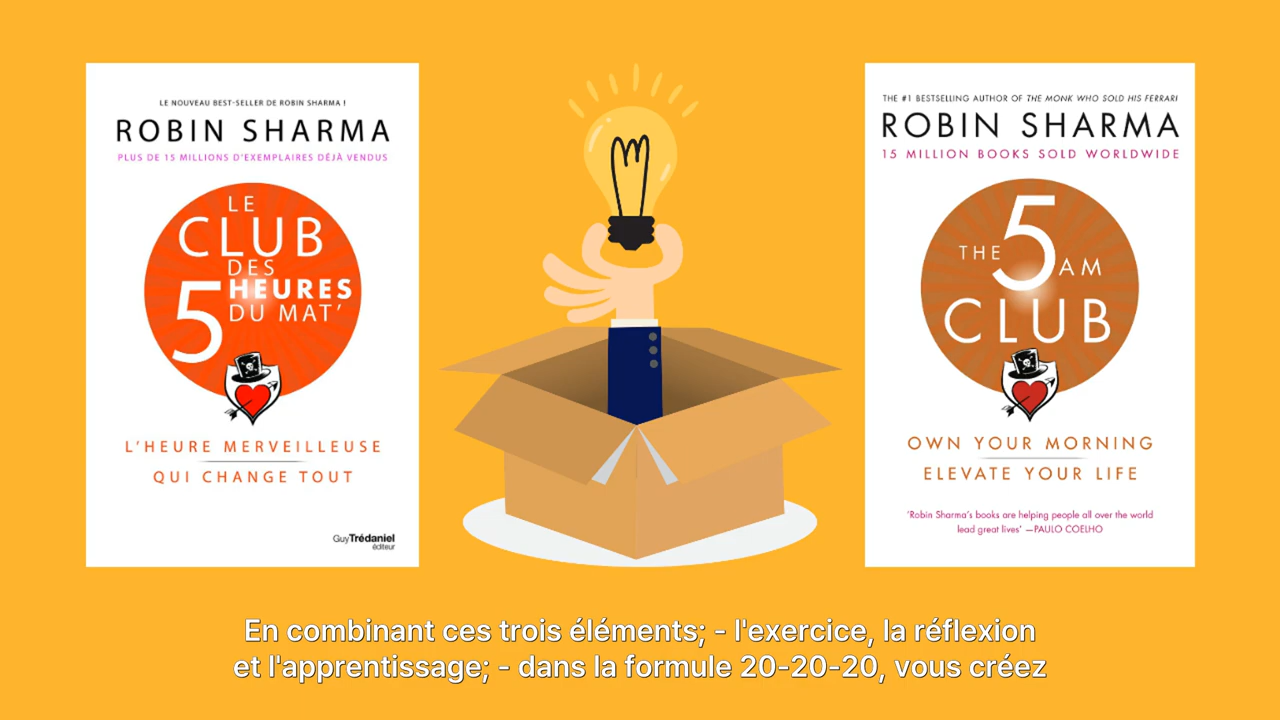 LE NOUVEAU BEST-SELLER DE ROBIN SHARMA !
ROBIN SHARMA
PLUS DE 15 MILLIONS D'EXEMPLAIRES DÉJÀ VENDUS
LE
CLUB
DES
5 HEURES
DU MAT'
L'HEURE MERVEILLEUSE
QUI CHANGE TOUT
Guy Trédaniel
éditeur
THE #1 BESTSELLING AUTHOR OF THE MONK WHO SOLD HIS FERRARI
ROBIN SHARMA
15 MILLION BOOKS SOLD WORLDWIDE
THE 5 AM
CLUB
OWN YOUR MORNING
ELEVATE YOUR LIFE
'Robin Sharma's books are helping people all over the world
lead great lives' —PAULO COELHO
En combinant ces trois éléments; - l'exercice, la réflexion
et l'apprentissage; - dans la formule 20-20-20, vous créez